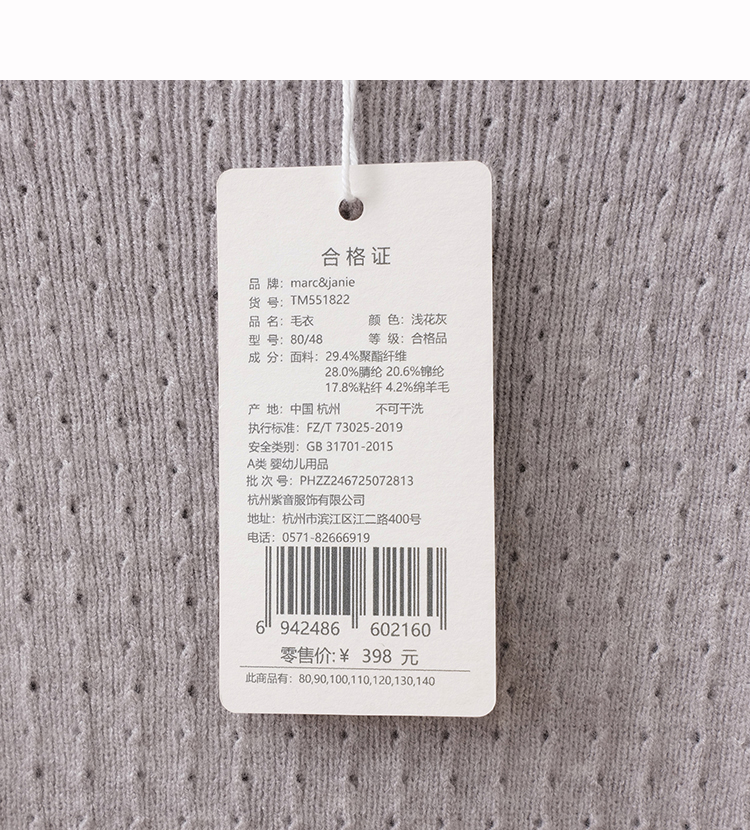 合格证
品 牌：marc&janie
货 号：TM551822
品 名：毛衣 颜 色：浅花灰
型 号：80/48 等 级：合格品
成 分：面料：29.4%聚酯纤维
28.0%腈纶 20.6%锦纶
17.8%粘纤 4.2%绵羊毛
产 地：中国 杭州 不可干洗
执行标准：FZ/T 73025-2019
安全类别：GB 31701-2015
A类 婴幼儿用品
批 次 号：PHZZ246725072813
杭州紫音服饰有限公司
地址：杭州市滨江区江二路400号
电话：0571-82666919
6 942486 602160
零售价:￥ 398 元
此商品有：80,90,100,110,120,130,140